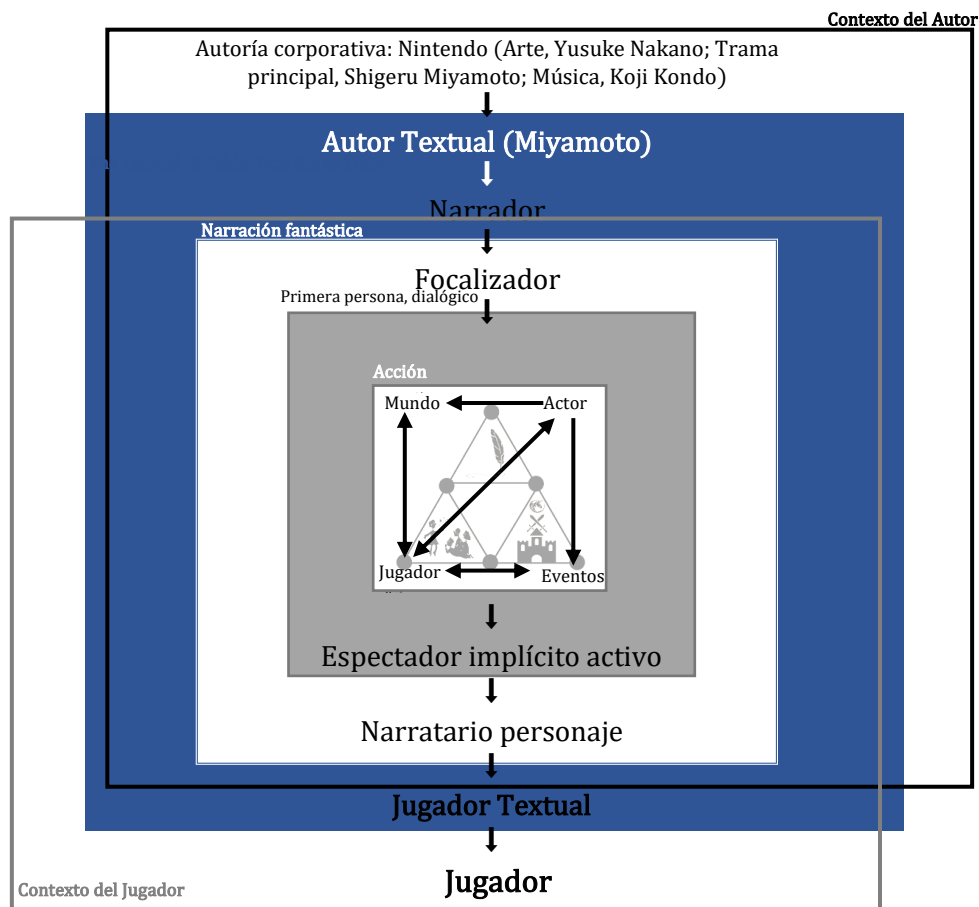 Contexto del Autor
Autoría corporativa: Nintendo (Arte, Yusuke Nakano; Trama
principal, Shigeru Miyamoto; Música, Koji Kondo)
Autor Textual (Miyamoto)
Narrador
Narración fantástica
Focalizador
Primera persona, dialógico
Acción
Mundo
Actor
Jugador
Eventos
Espectador implícito activo
Narratario personaje
Jugador Textual
Jugador
Contexto del Jugador